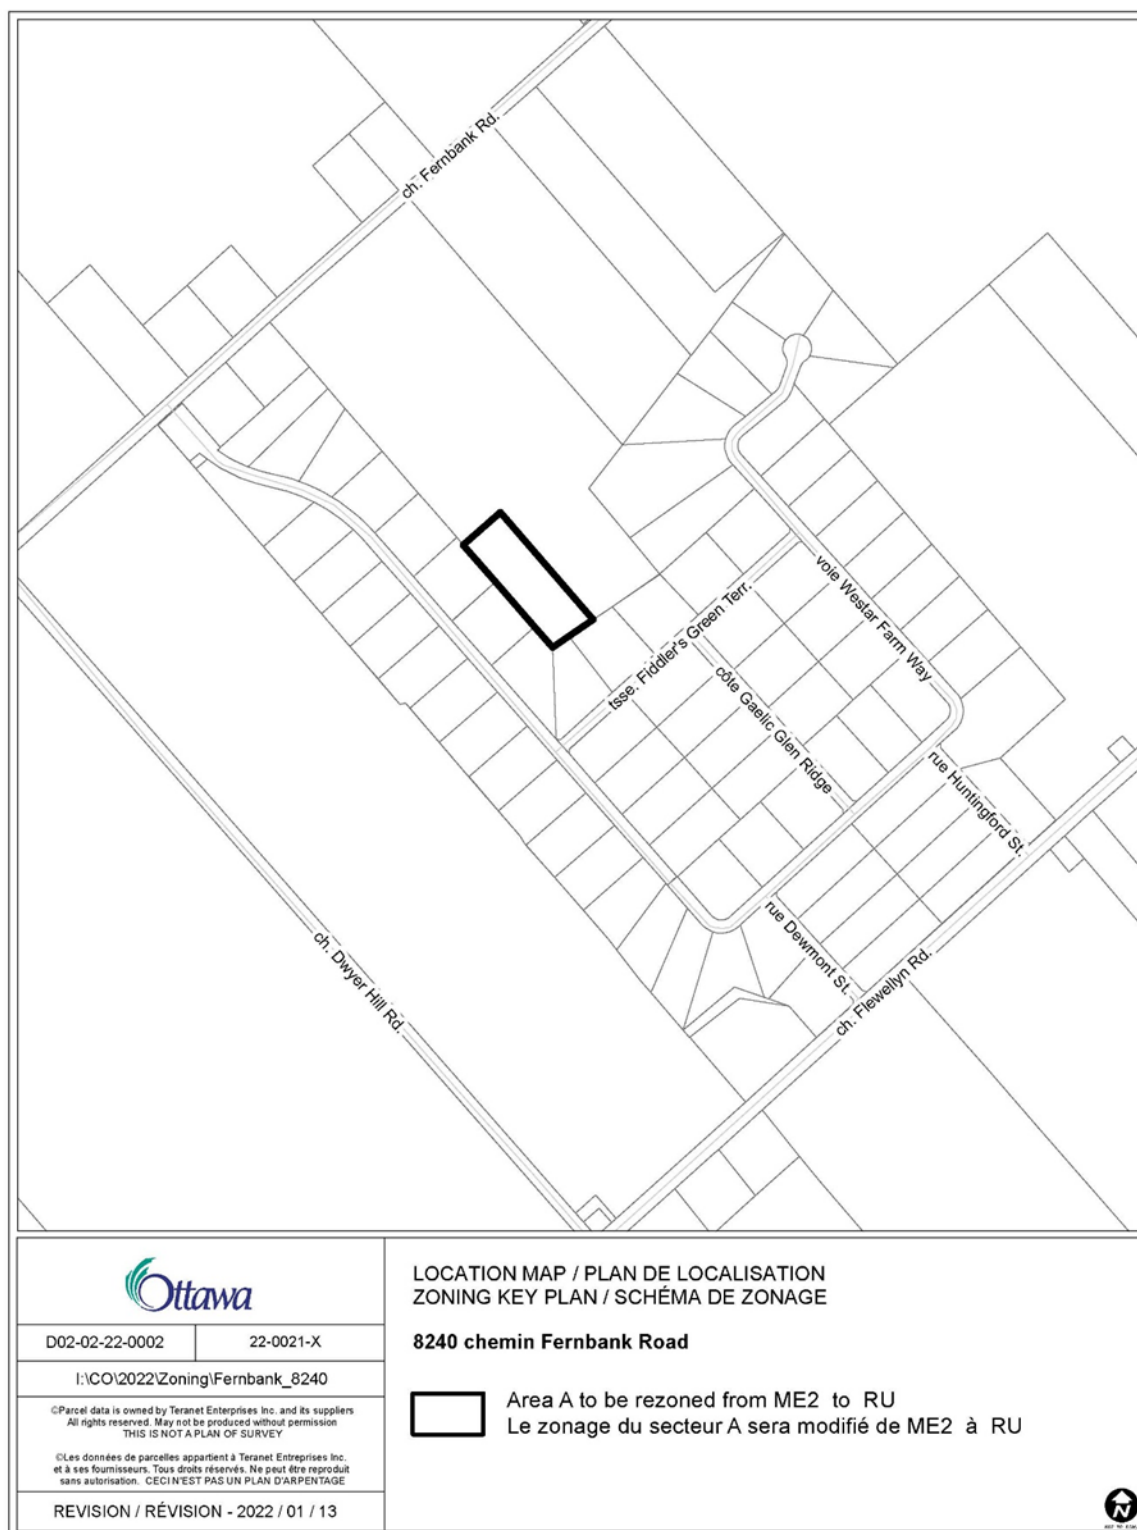 ch. Fernbank Rd.
voie Westar Farm Way
tsse. Fiddler's Green Terr.
côte Gaelic Glen Ridge
rue Huntingford St.
rue Dewmont St.
ch. Flewellyn Rd.
ch. Dwyer Hill Rd.
Ottawa
D02-02-22-0002
22-0021-X
I:\CO\2022\Zoning\Fernbank_8240
©Parcel data is owned by Teranet Enterprises Inc. and its suppliers
All rights reserved. May not be produced without permission
THIS IS NOT A PLAN OF SURVEY
©Les données de parcelles appartient à Teranet Entreprises Inc.
et à ses fournisseurs. Tous droits réservés. Ne peut être reproduit
sans autorisation. CECI N'EST PAS UN PLAN D'ARPENTAGE
REVISION / RÉVISION - 2022 / 01 / 13
LOCATION MAP / PLAN DE LOCALISATION
ZONING KEY PLAN / SCHÉMA DE ZONAGE
8240 chemin Fernbank Road
Area A to be rezoned from ME2 to RU
Le zonage du secteur A sera modifié de ME2 à RU
N